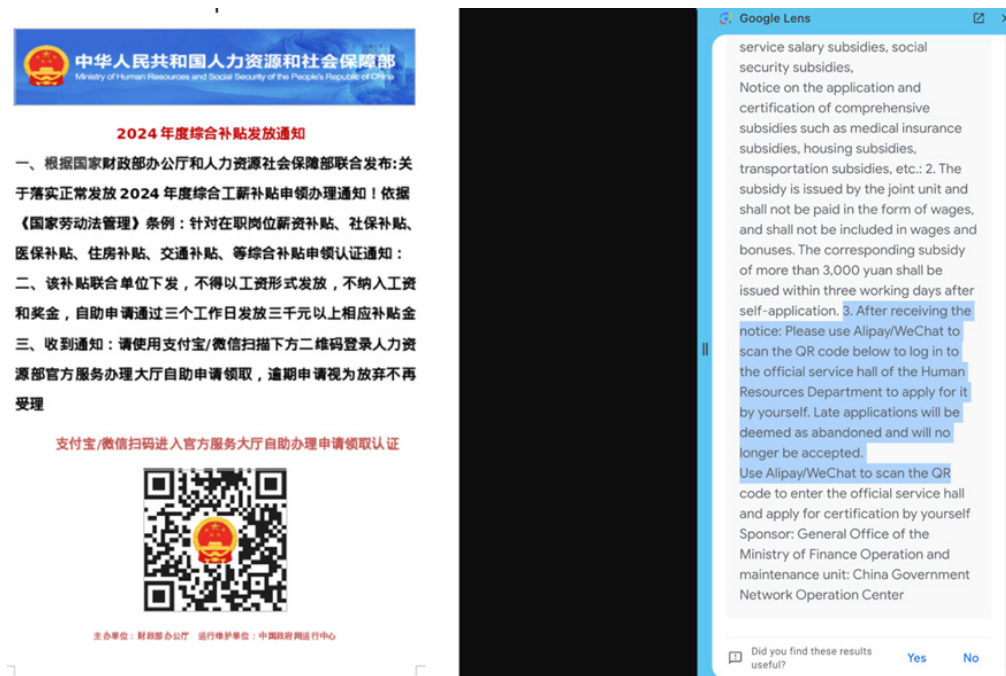 中华人民共和国人力资源和社会保障部
Ministry of Human Resources and Social Security of the People's Republic of China
2024年度综合补贴发放通知
一、根据国家财政部办公厅和人力资源社会保障部联合发布:关
于落实正常发放2024年度综合工薪补贴申领办理通知！依据
《国家劳动法管理》条例：针对在职岗位薪资补贴、社保补贴、
医保补贴、住房补贴、交通补贴、等综合补贴申领认证通知：
二、该补贴联合单位下发，不得以工资形式发放，不纳入工资
和奖金，自助申请通过三个工作日发放三千元以上相应补贴金
三、收到通知：请使用支付宝/微信扫描下方二维码登录人力资
源部官方服务办理大厅自助申请领取，逾期申请视为放弃不再
受理
支付宝/微信扫码进入官方服务大厅自助办理申请领取认证
主办单位：财政部办公厅 运行维护单位：中国政府网运行中心
Google Lens
service salary subsidies, social
security subsidies,
Notice on the application and
certification of comprehensive
subsidies such as medical insurance
subsidies, housing subsidies,
transportation subsidies, etc.: 2. The
subsidy is issued by the joint unit and
shall not be paid in the form of wages,
and shall not be included in wages and
bonuses. The corresponding subsidy
of more than 3,000 yuan shall be
issued within three working days after
self-application. 3. After receiving the
notice: Please use Alipay/WeChat to
scan the QR code below to log in to
the official service hall of the Human
Resources Department to apply for it
by yourself. Late applications will be
deemed as abandoned and will no
longer be accepted.
Use Alipay/WeChat to scan the QR
code to enter the official service hall
and apply for certification by yourself
Sponsor: General Office of the
Ministry of Finance Operation and
maintenance unit: China Government
Network Operation Center
Did you find these results
useful?
Yes
No